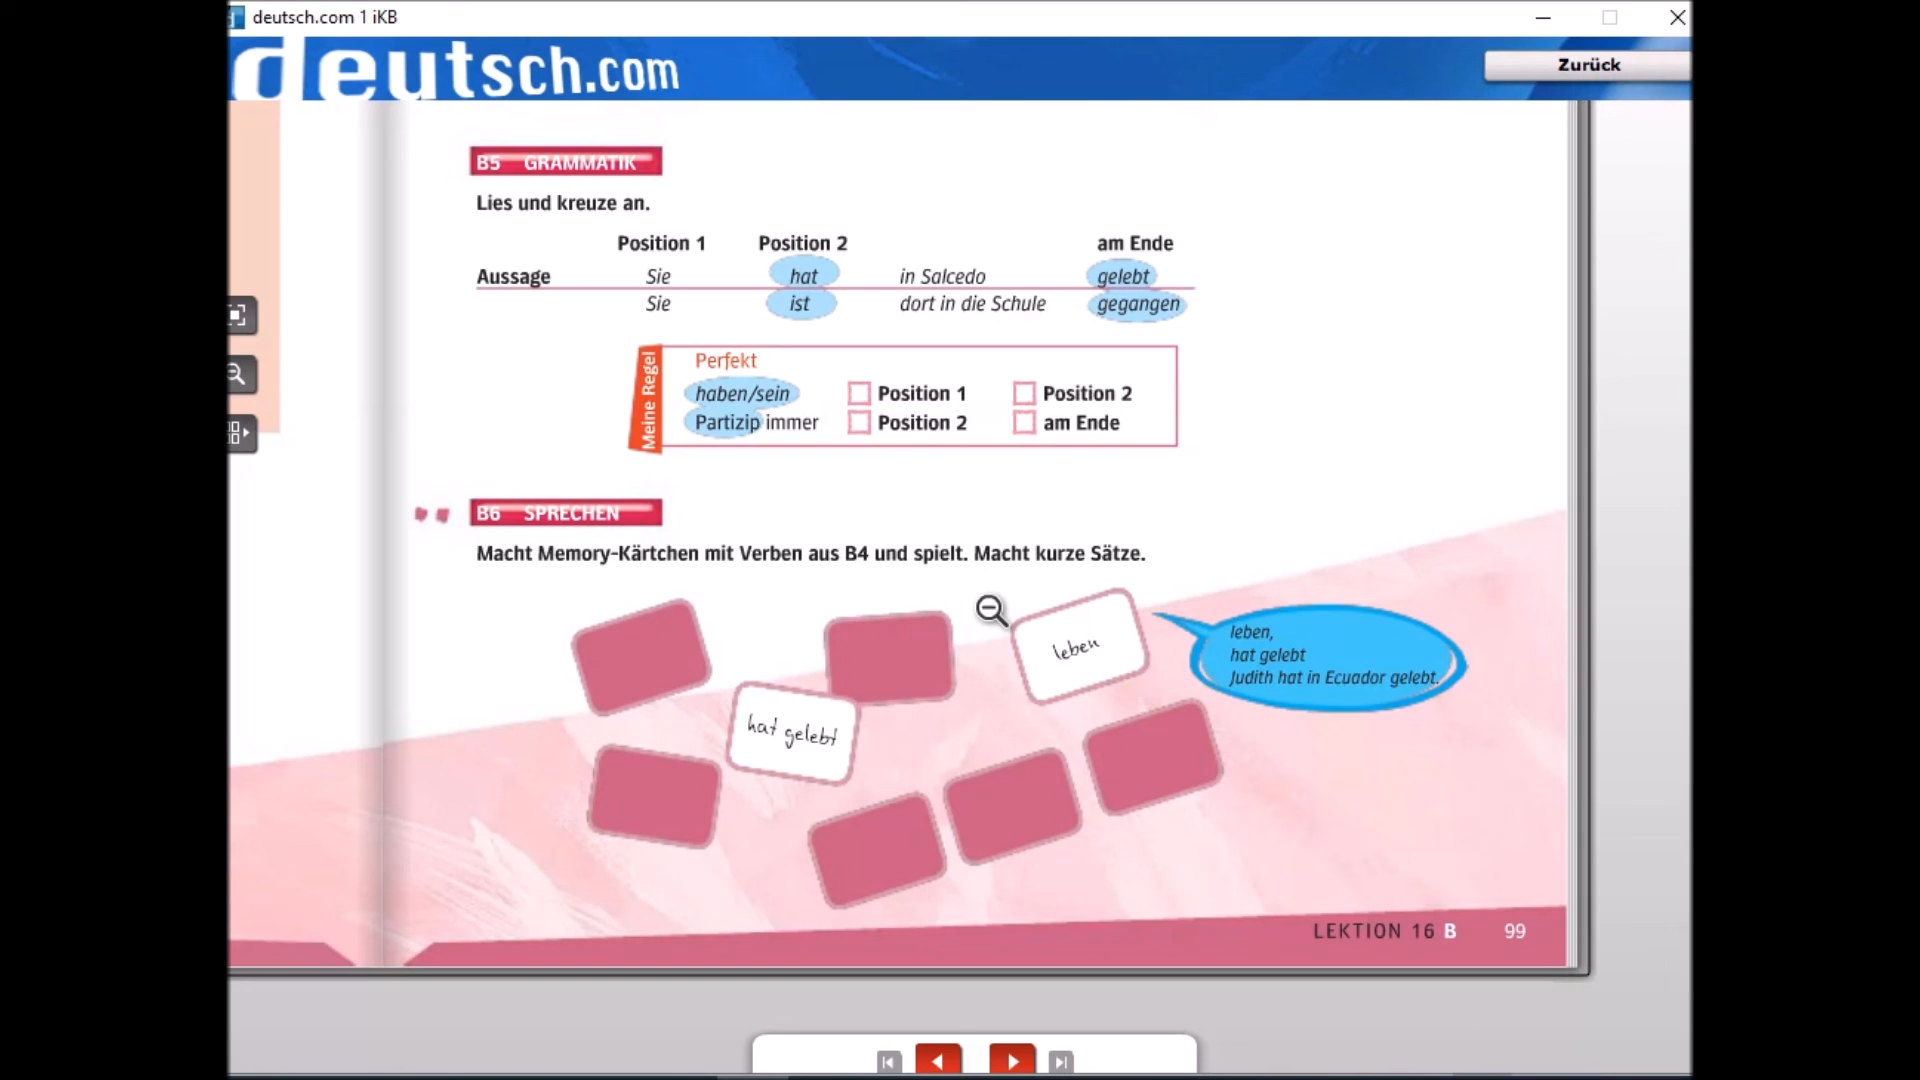 deutsch.com 1 iKB
deutsch.com
Zurück
B5 GRAMMATIK
Lies und kreuze an.
Position 1 Position 2 am Ende
Aussage Sie hat in Salcedo gelebt
Sie ist dort in die Schule gegangen
Meine Regel
Perfekt
haben/sein Position 1 Position 2
Partizip immer Position 2 am Ende
B6 SPRECHEN
Macht Memory-Kärtchen mit Verben aus B4 und spielt. Macht kurze Sätze.
leben
hat gelebt
leben,
hat gelebt
Judith hat in Ecuador gelebt.
LEKTION 16 B 99